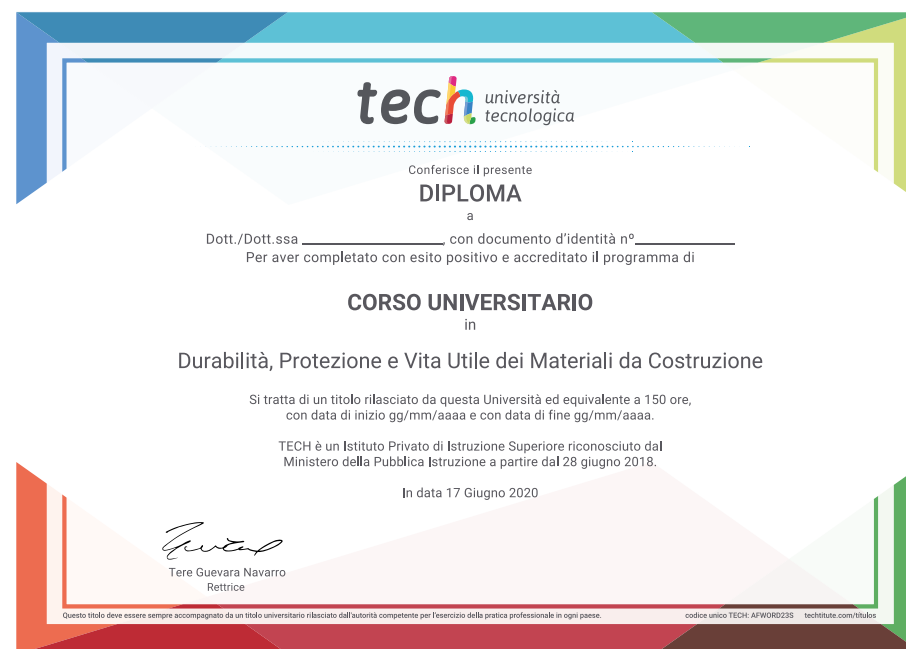 tech università
tecnologica
Conferisce il presente
DIPLOMA
a
Dott./Dott.ssa ____________________, con documento d'identità nº______________
Per aver completato con esito positivo e accreditato il programma di
CORSO UNIVERSITARIO
in
Durabilità, Protezione e Vita Utile dei Materiali da Costruzione
Si tratta di un titolo rilasciato da questa Università ed equivalente a 150 ore,
con data di inizio gg/mm/aaaa e con data di fine gg/mm/aaaa.
TECH è un Istituto Privato di Istruzione Superiore riconosciuto dal
Ministero della Pubblica Istruzione a partire dal 28 giugno 2018.
In data 17 Giugno 2020
Tere Guevara Navarro
Rettrice
Questo titolo deve essere sempre accompagnato da un titolo universitario rilasciato dall'autorità competente per l'esercizio della pratica professionale in ogni paese. codice unico TECH: AFWORD23S techtitute.com/títulos